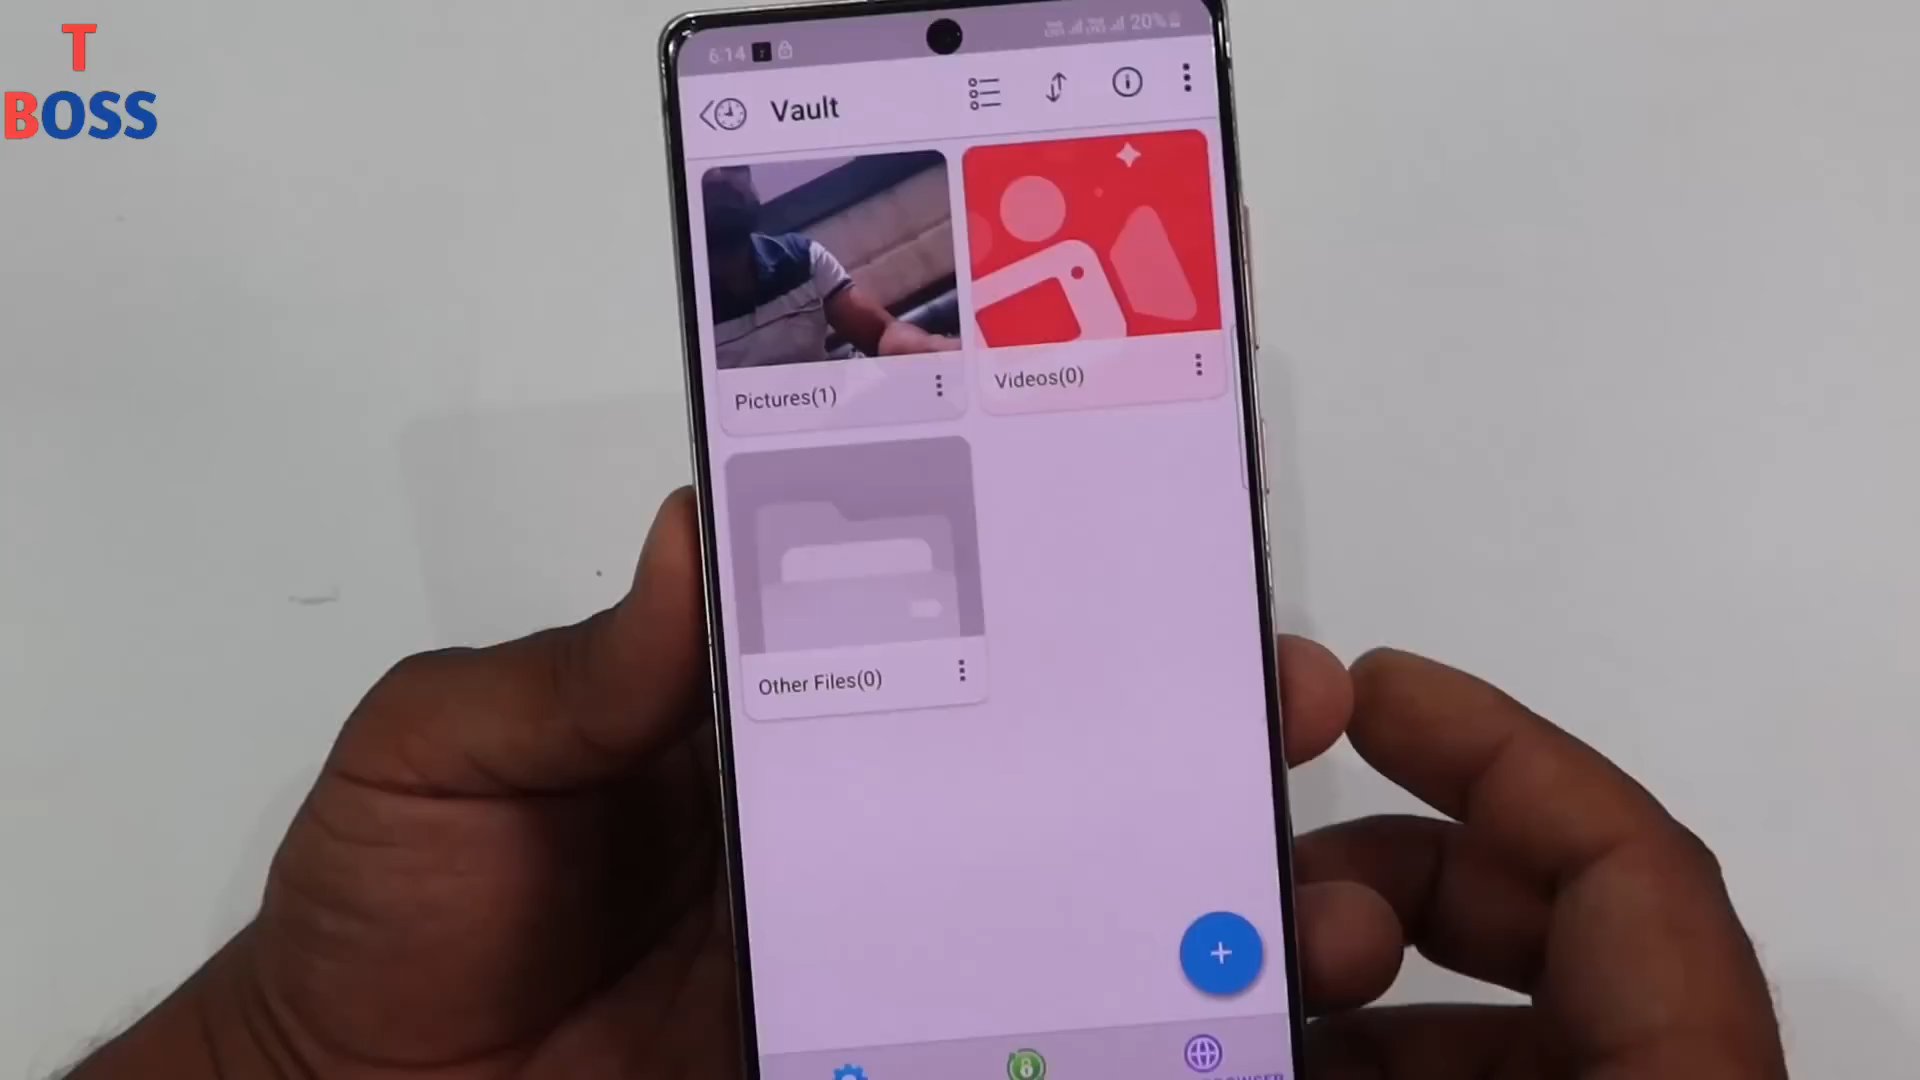 T
BOSS
6:14
20%
Vault
Pictures(1)
Videos(0)
Other Files(0)